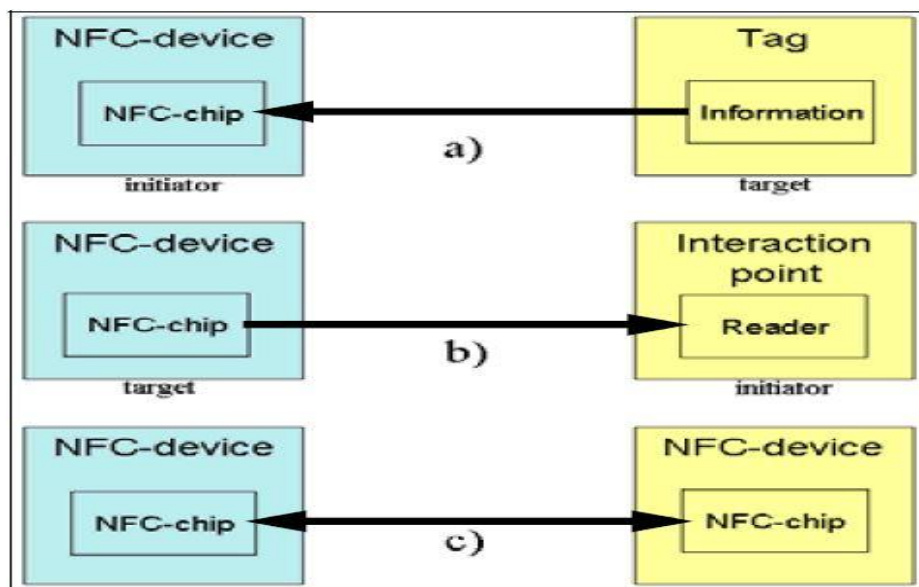 NFC-device
Tag
NFC-chip
Information
a)
initiator
target
NFC-device
Interaction
point
NFC-chip
Reader
b)
target
initiator
NFC-device
NFC-device
NFC-chip
NFC-chip
c)